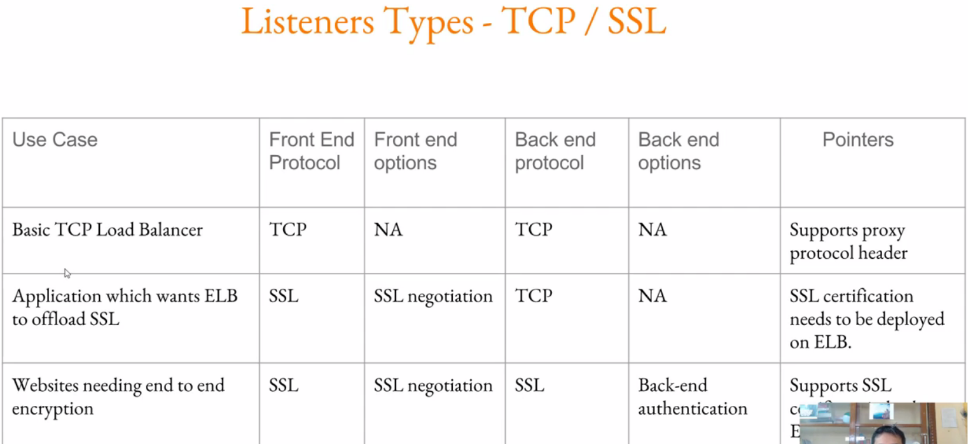 Listeners Types - TCP / SSL
Use Case
Front End Protocol
Front end options
Back end protocol
Back end options
Pointers
Basic TCP Load Balancer
TCP
NA
TCP
NA
Supports proxy
protocol header
Application which wants ELB
to offload SSL
SSL
SSL negotiation
TCP
NA
SSL certification
needs to be deployed
on ELB.
Websites needing end to end
encryption
SSL
SSL negotiation
SSL
Back-end
authentication
Supports SSL